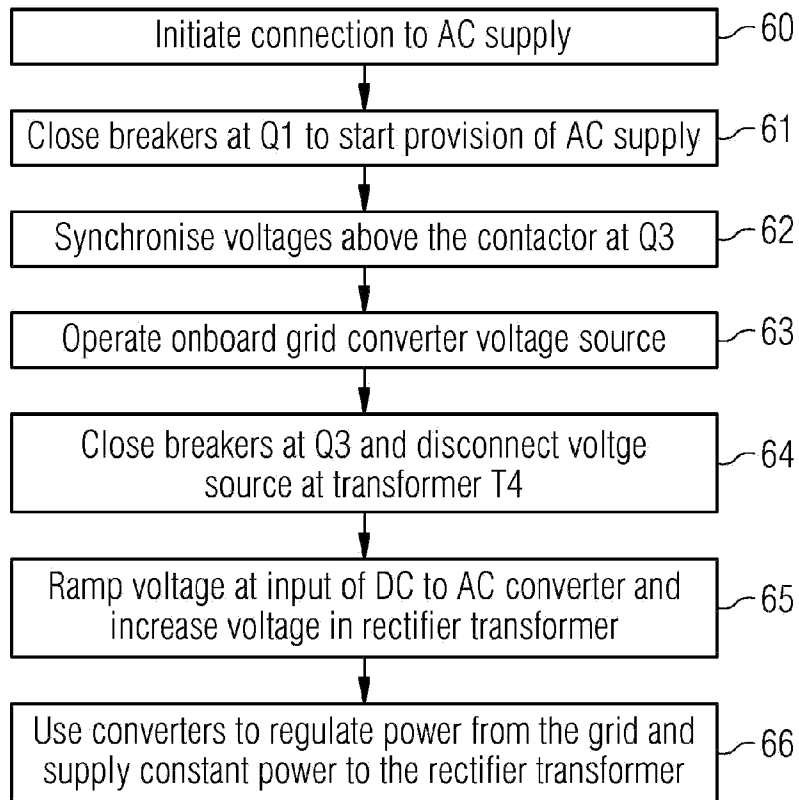 Initiate connection to AC supply
60
Close breakers at Q1 to start provision of AC supply
61
Synchronise voltages above the contactor at Q3
62
Operate onboard grid converter voltage source
63
Close breakers at Q3 and disconnect voltge
source at transformer T4
64
Ramp voltage at input of DC to AC converter and
increase voltage in rectifier transformer
65
Use converters to regulate power from the grid and
supply constant power to the rectifier transformer
66